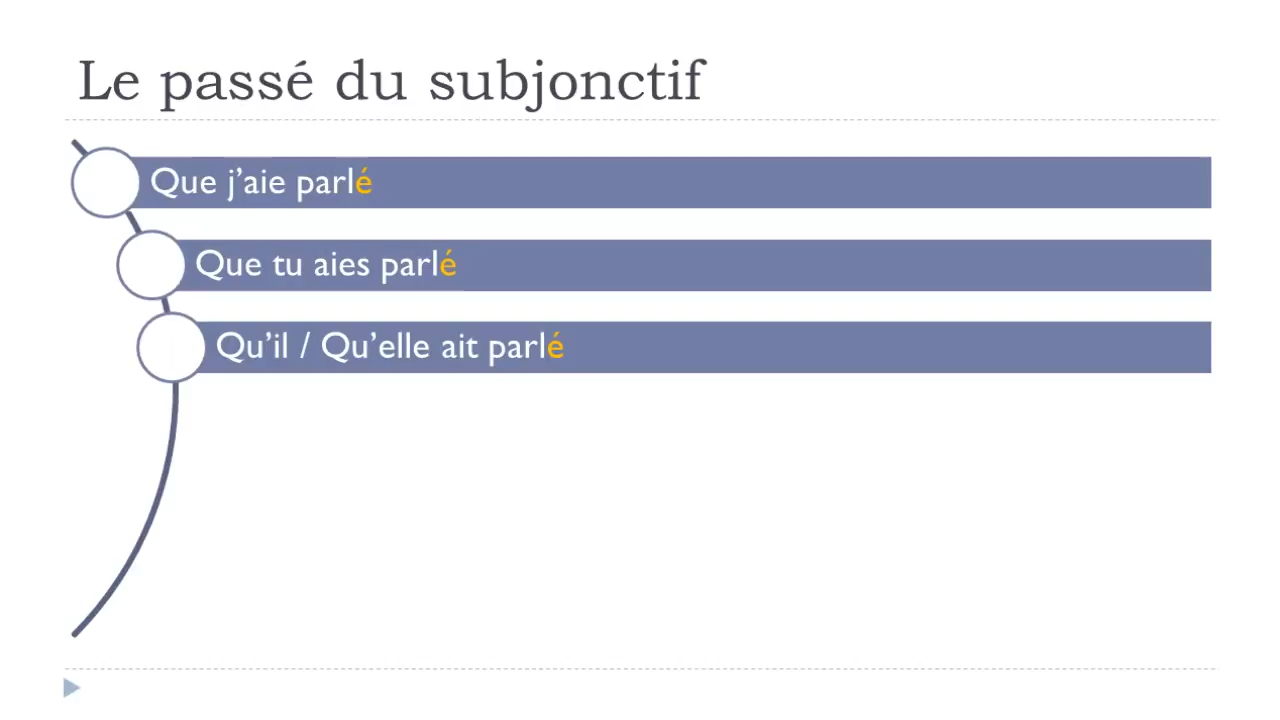 Le passé du subjonctif
Que j’aie parlé
Que tu aies parlé
Qu’il / Qu’elle ait parlé